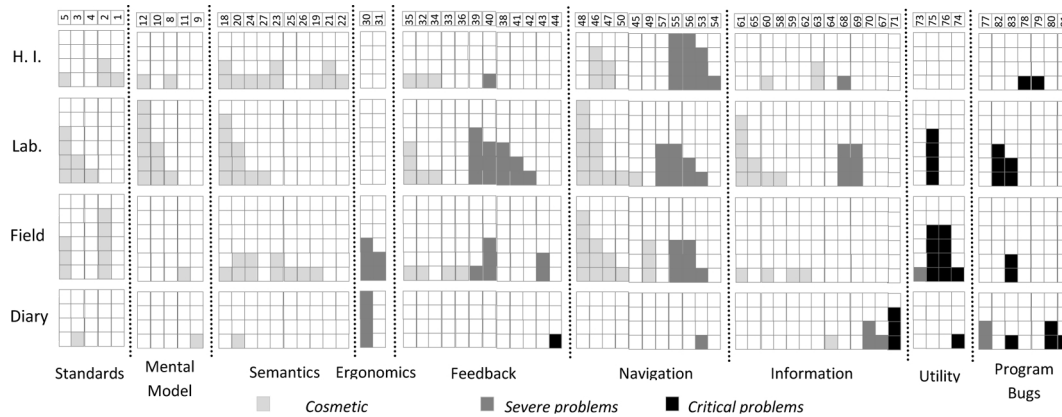 5 4 3 2 1 12 10 8 11 9 18 20 24 27 23 25 26 19 21 22 30 31 35 32 34 33 36 39 40 38 41 42 43 44 48 46 47 50 45 49 55 56 53 54 61 65 60 58 59 62 63 64 68 69 70 67 71 73 75 76 74 77 82 83 78 79 80
H. I.
Lab.
Field
Diary
Standards Mental Model Semantics Ergonomics Feedback Navigation Information Utility Program Bugs
Cosmetic Severe problems Critical problems